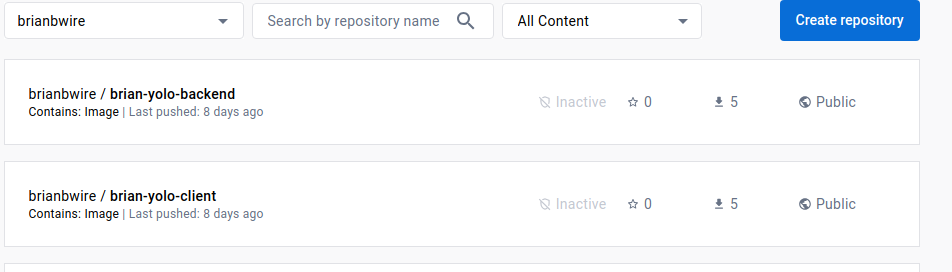 brianbwire
Search by repository name
All Content
Create repository
brianbwire / brian-yolo-backend
Contains: Image | Last pushed: 8 days ago
Inactive
0
5
Public
brianbwire / brian-yolo-client
Contains: Image | Last pushed: 8 days ago
Inactive
0
5
Public